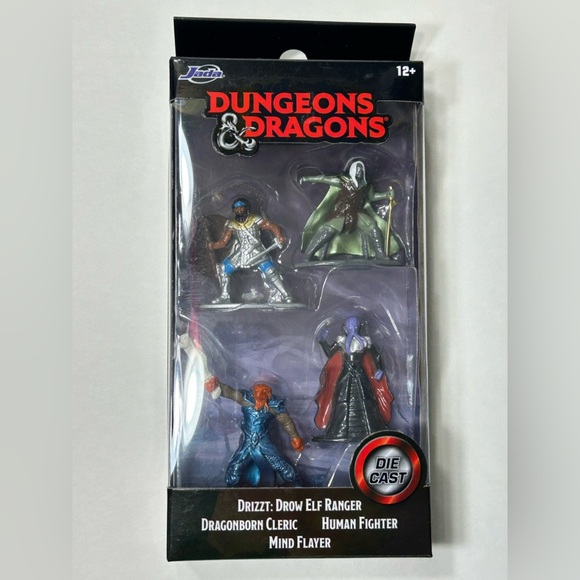 Jada
12+
DUNGEONS
& DRAGONS®
DIE
CAST
DRIZZT: DROW ELF RANGER
DRAGONBORN CLERIC HUMAN FIGHTER
MIND FLAYER